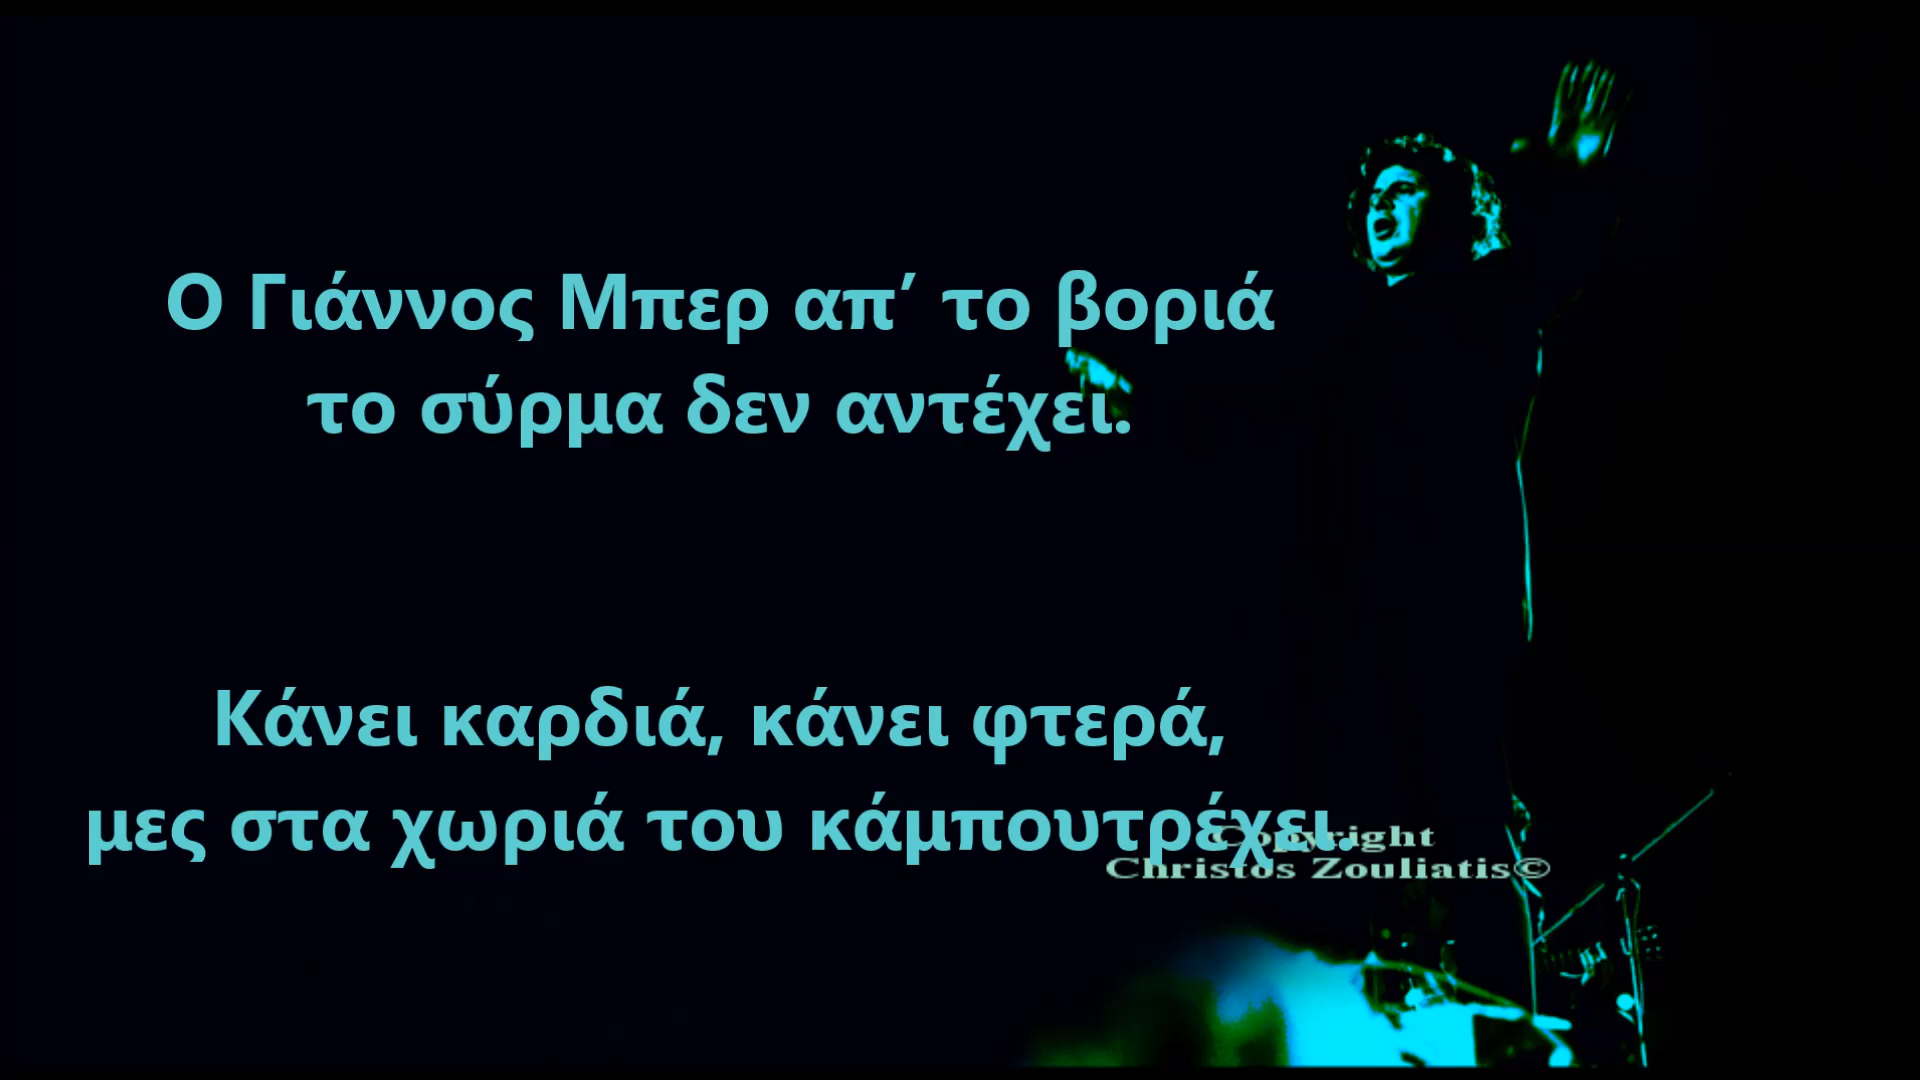 Ο Γιάννος Μπερ απ’ το βοριά
το σύρμα δεν αντέχει.
Κάνει καρδιά, κάνει φτερά,
μες στα χωριά του κάμπουτρέχει.
Copyright
Christos Zouliatis©